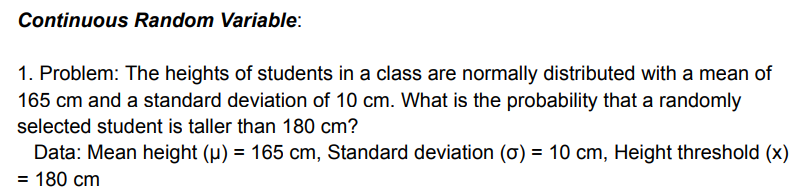 Continuous Random Variable:
1. Problem: The heights of students in a class are normally distributed with a mean of
165 cm and a standard deviation of 10 cm. What is the probability that a randomly
selected student is taller than 180 cm?
Data: Mean height (μ) = 165 cm, Standard deviation (σ) = 10 cm, Height threshold (x)
= 180 cm